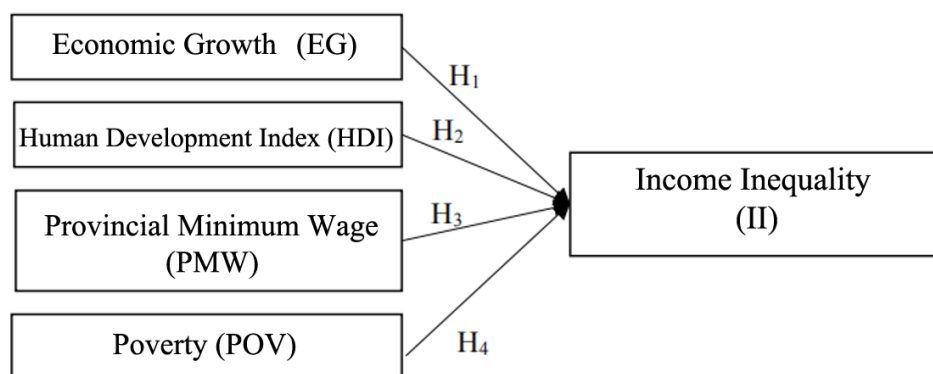 Economic Growth (EG)
H₁
Human Development Index (HDI)
H₂
Provincial Minimum Wage
(PMW)
H₃
Poverty (POV)
H₄
Income Inequality
(II)